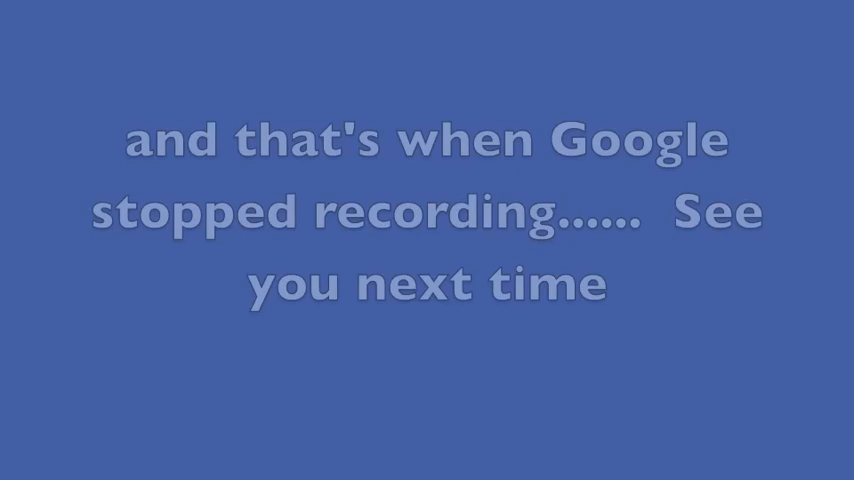 and that's when Google
stopped recording......  See
you next time